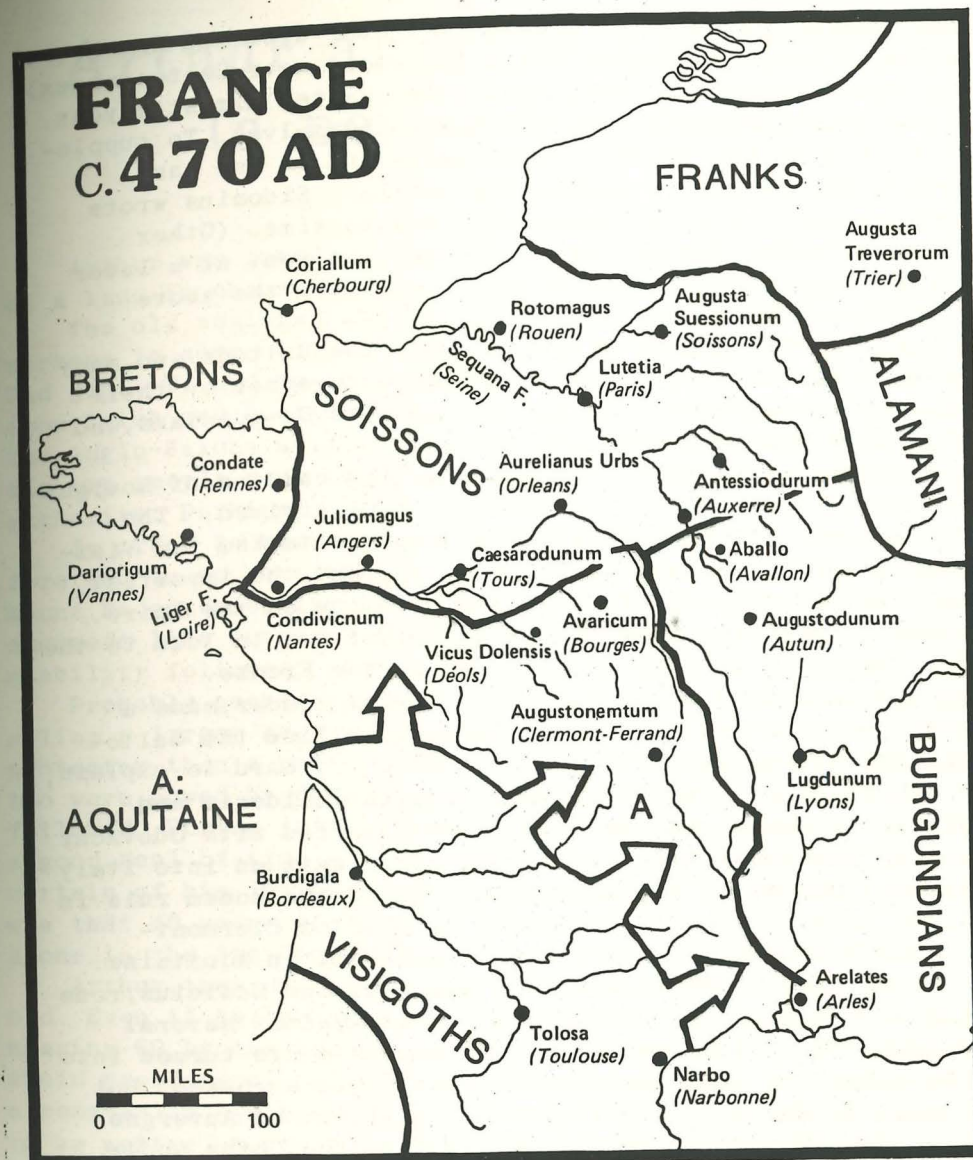 FRANCE
C.470AD
FRANKS
Augusta
Treverorum
(Trier)
Coriallum
(Cherbourg)
Rotomagus
(Rouen)
Augusta
Suessionum
(Soissons)
Sequana F.
(Seine)
Lutetia
(Paris)
ALAMANI
BRETONS
SOISSONS
Condate
(Rennes)
Aurelianus Urbs
(Orleans)
Antessiodurum
(Auxerre)
Juliomagus
(Angers)
Caesarodunum
(Tours)
Aballo
(Avallon)
Dariorigum
(Vannes)
Liger F.
(Loire)
Condivicnum
(Nantes)
Avaricum
(Bourges)
Augustodunum
(Autun)
Vicus Dolensis
(Déols)
Augustonemtum
(Clermont-Ferrand)
A:
AQUITAINE
A
Lugdunum
(Lyons)
BURGUNDIANS
Burdigala
(Bordeaux)
VISIGOTHS
Arelates
(Arles)
Tolosa
(Toulouse)
Narbo
(Narbonne)
MILES
0 100